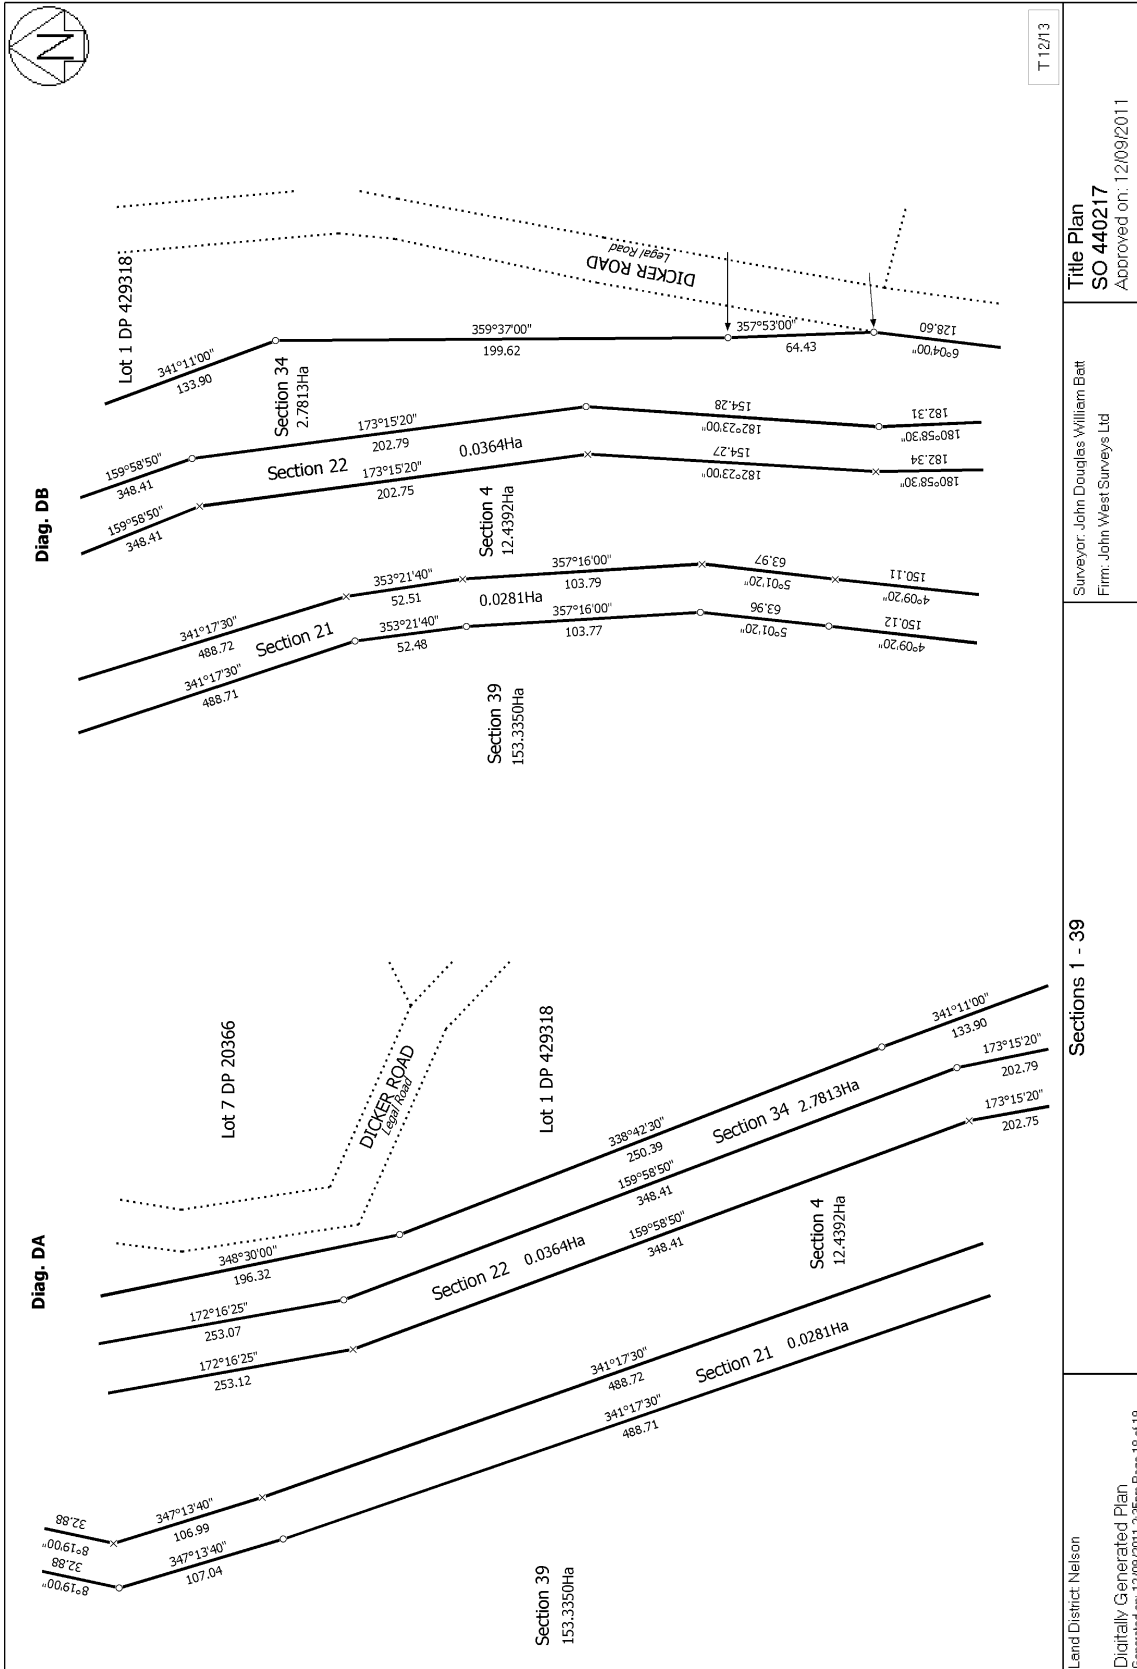 N
T 12/13
Diag. DB
Lot 1 DP 429318
341°11'00"
133.90
359°37'00"
199.62
357°53'00"
64.43
6°04'00"
128.60
DICKER ROAD
Legal Road
Section 34
2.7813Ha
159°58'50"
348.41
173°15'20"
202.79
182°23'00"
154.28
180°58'30"
182.31
Section 22
0.0364Ha
159°58'50"
348.41
173°15'20"
202.75
182°23'00"
154.27
180°58'30"
182.34
Section 4
12.4392Ha
341°17'30"
488.72
353°21'40"
52.51
357°16'00"
103.79
5°01'20"
63.97
4°09'20"
150.11
Section 21
0.0281Ha
341°17'30"
488.71
353°21'40"
52.48
357°16'00"
103.77
5°01'20"
63.96
4°09'20"
150.12
Section 39
153.3350Ha
Diag. DA
Lot 7 DP 20366
DICKER ROAD
Legal Road
Lot 1 DP 429318
348°30'00"
196.32
338°42'30"
250.39
341°11'00"
133.90
Section 34 2.7813Ha
172°16'25"
253.07
159°58'50"
348.41
173°15'20"
202.79
Section 22 0.0364Ha
172°16'25"
253.12
159°58'50"
348.41
173°15'20"
202.75
Section 4
12.4392Ha
8°19'00"
32.88
347°13'40"
106.99
341°17'30"
488.72
Section 21 0.0281Ha
8°19'00"
32.88
347°13'40"
107.04
341°17'30"
488.71
Section 39
153.3350Ha
Land District: Nelson
Digitally Generated Plan
Generated on: 12/09/2011 2:25pm Page 18 of 19
Sections 1 - 39
Surveyor: John Douglas William Batt
Firm: John West Surveys Ltd
Title Plan
SO 440217
Approved on: 12/09/2011